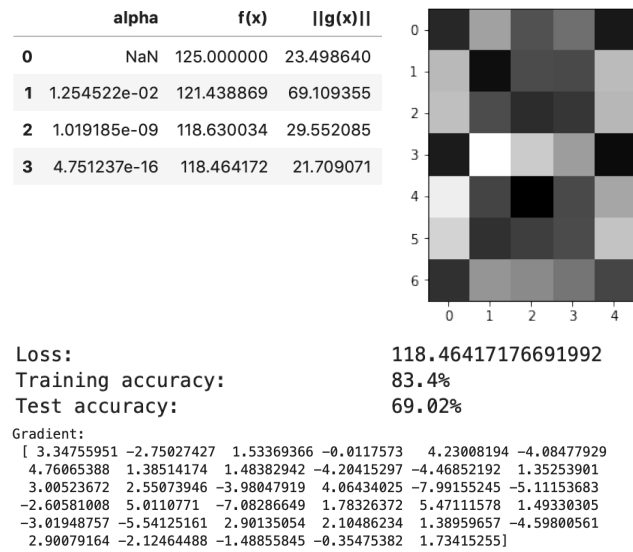 alpha f(x) ||g(x)||
0 NaN 125.000000 23.498640
1 1.254522e-02 121.438869 69.109355
2 1.019185e-09 118.630034 29.552085
3 4.751237e-16 118.464172 21.709071
0
1
2
3
4
5
6
0 1 2 3 4
Loss: 118.46417176691992
Training accuracy: 83.4%
Test accuracy: 69.02%
Gradient:
[ 3.34755951 -2.75027427 1.53369366 -0.0117573 4.23008194 -4.08477929
4.76065388 1.38514174 1.48382942 -4.20415297 -4.46852192 1.35253901
3.00523672 2.55073946 -3.98047919 4.06434025 -7.99155245 -5.11153683
-2.60581008 5.0110771 -7.08286649 1.78326372 5.47111578 1.49330305
-3.01948757 -5.54125161 2.90135054 2.10486234 1.38959657 -4.59800561
2.90079164 -2.12464488 -1.48855845 -0.35475382 1.73415255]